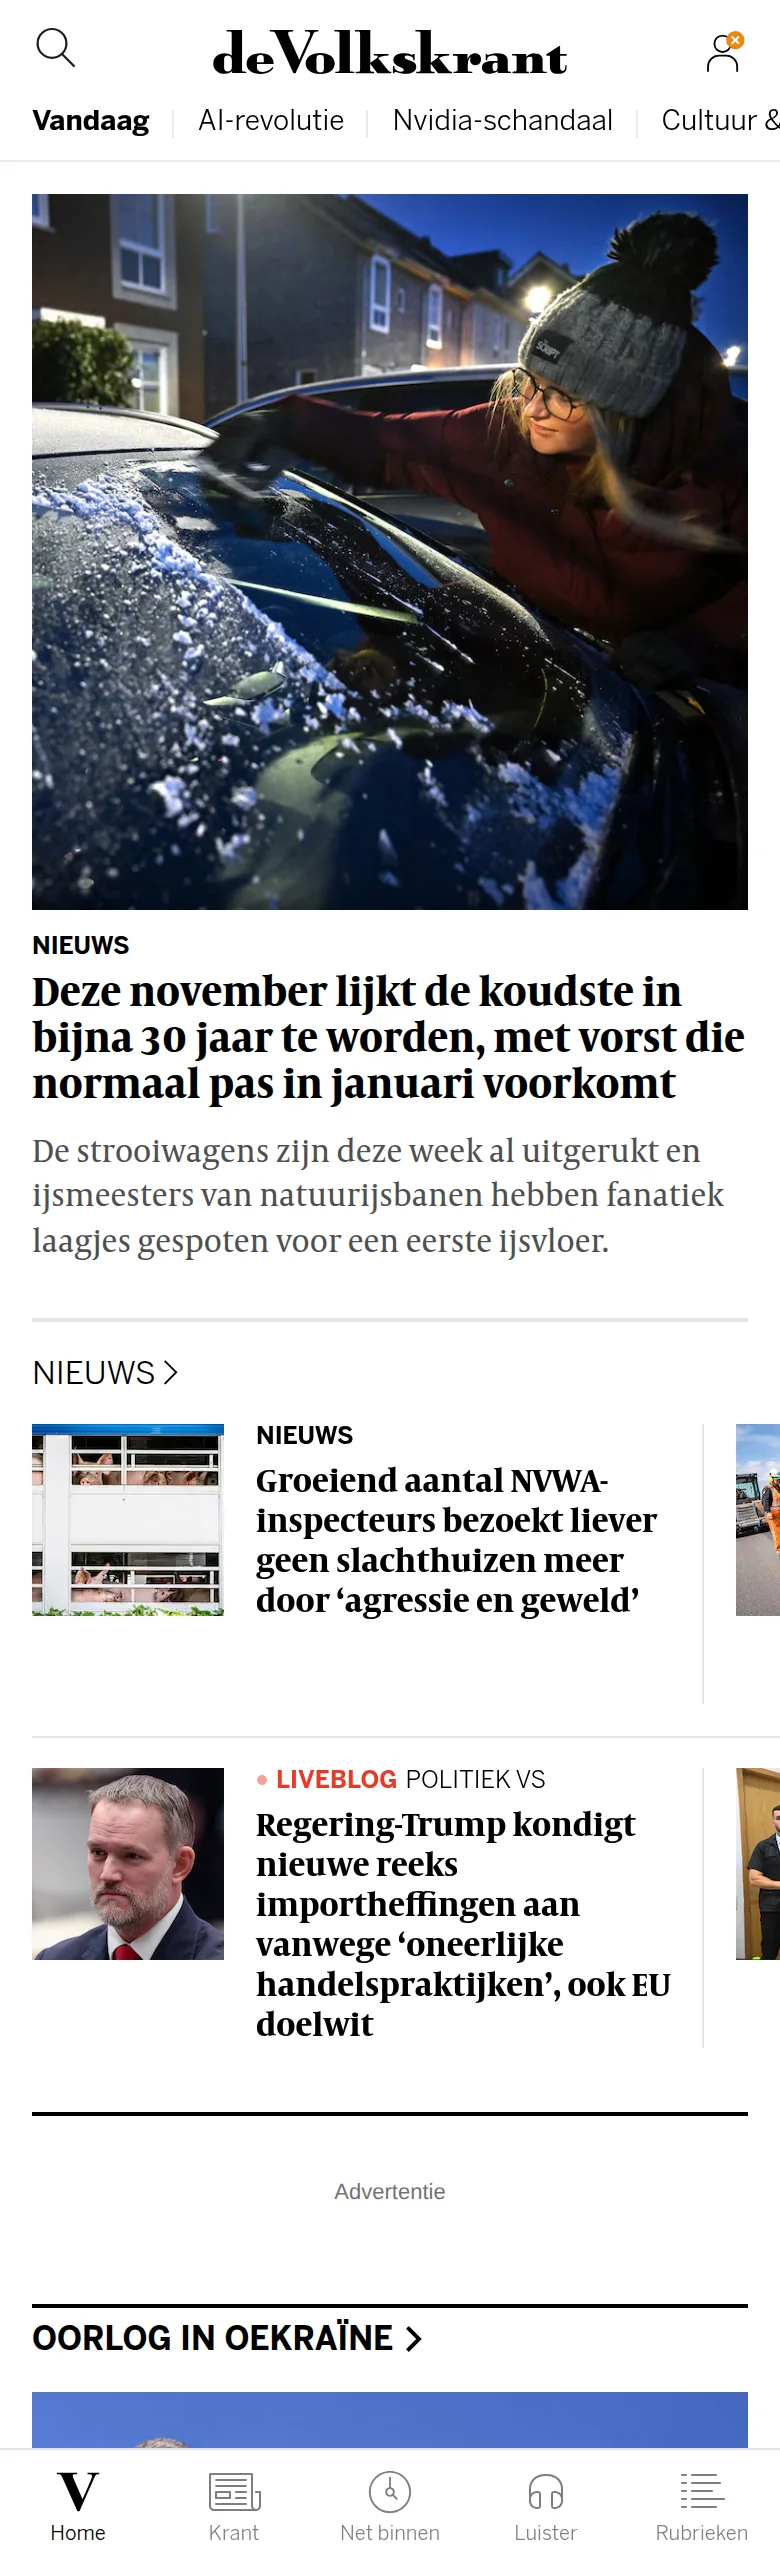 deVolkskrant
Vandaag
AI-revolutie
Nvidia-schandaal
Cultuur &
NIEUWS
Deze november lijkt de koudste in
bijna 30 jaar te worden, met vorst die
normaal pas in januari voorkomt
De strooiwagens zijn deze week al uitgerukt en
ijsmeesters van natuurijsbanen hebben fanatiek
laagjes gespoten voor een eerste ijsvloer.
NIEUWS
NIEUWS
Groeiend aantal NVWA-
inspecteurs bezoekt liever
geen slachthuizen meer
door ‘agressie en geweld’
LIVEBLOG POLITIEK VS
Regering-Trump kondigt
nieuwe reeks
importheffingen aan
vanwege ‘oneerlijke
handelspraktijken’, ook EU
doelwit
Advertentie
OORLOG IN OEKRAÏNE
Home
Krant
Net binnen
Luister
Rubrieken